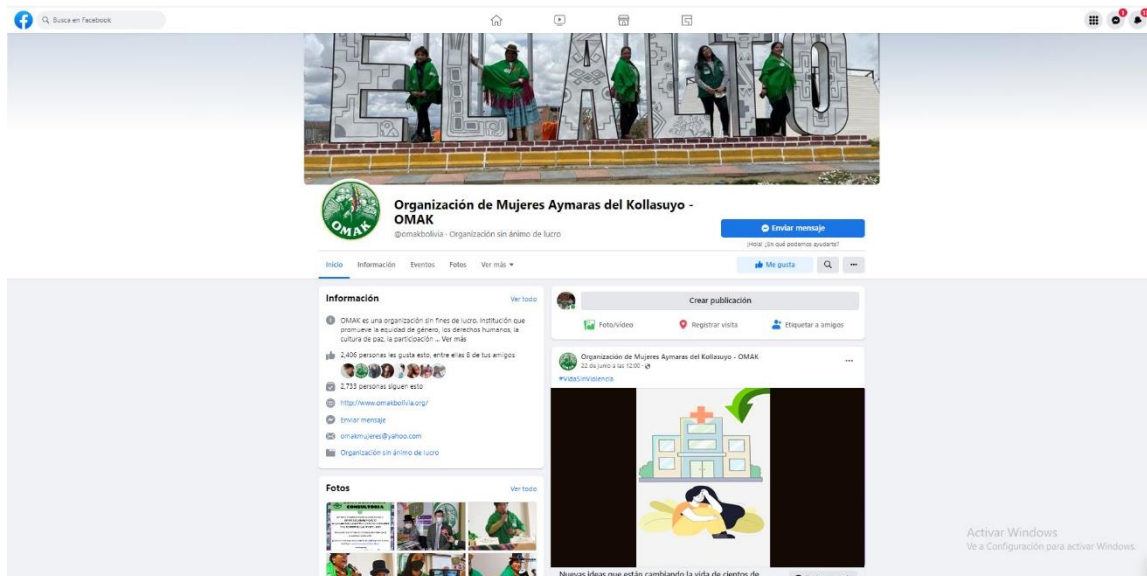 Busca en Facebook
EL ALTO
OMAK
Organización de Mujeres Aymaras del Kollasuyo -
OMAK
@omakbolivia · Organización sin ánimo de lucro
Enviar mensaje
¡Hola! ¿En qué podemos ayudarte?
Inicio Información Eventos Fotos Ver más
Me gusta
Información Ver todo
OMAK es una organización sin fines de lucro. Institución que
promueve la equidad de género, los derechos humanos, la
cultura de paz, la participación ... Ver más
2,406 personas les gusta esto, entre ellas 8 de tus amigos
2,733 personas siguen esto
http://www.omakbolivia.org/
Enviar mensaje
omakmujeres@yahoo.com
Organización sin ánimo de lucro
Fotos Ver todo
CONSULTORIA
Crear publicación
Foto/video Registrar visita Etiquetar a amigos
Organización de Mujeres Aymaras del Kollasuyo - OMAK
22 de junio a las 12:00
#VidaSinViolencia
Nuevas ideas que están cambiando la vida de cientos de
Activar Windows
Ve a Configuración para activar Windows.